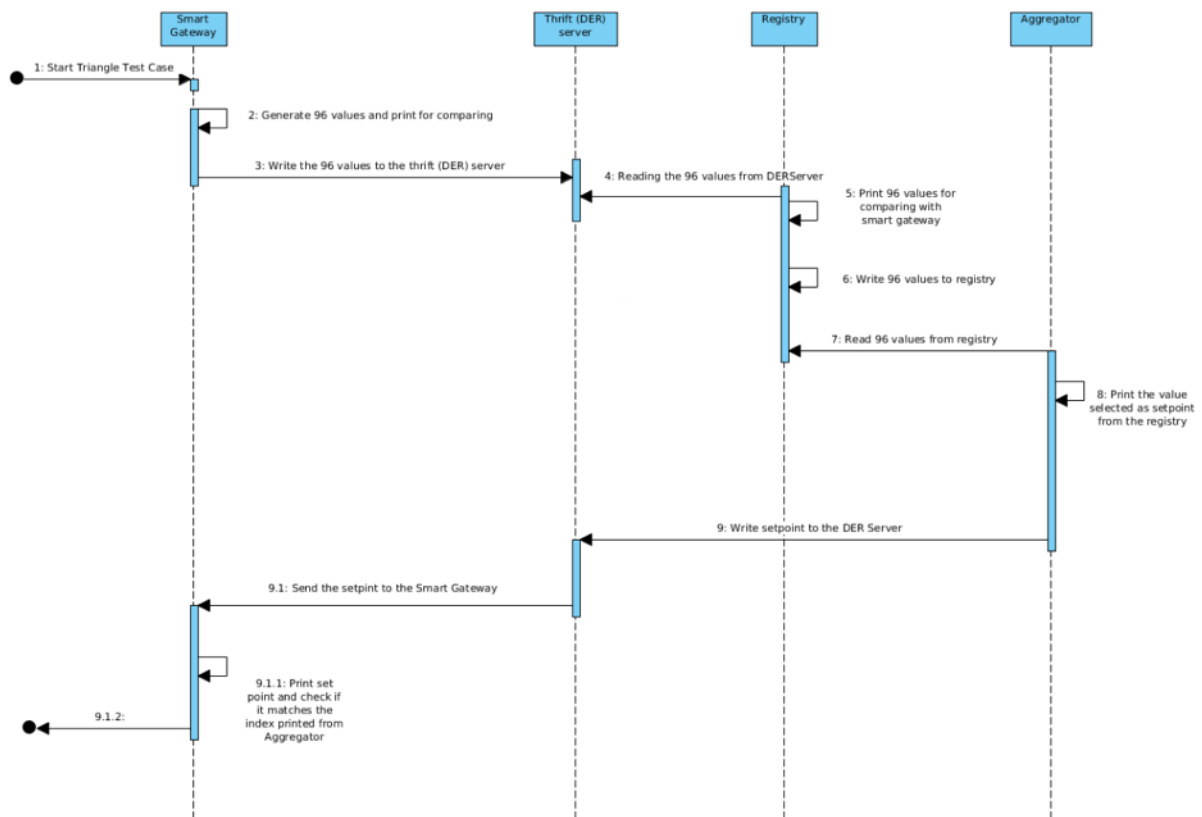 Smart
Gateway
Thrift (DER)
server
Registry
Aggregator
1: Start Triangle Test Case
2: Generate 96 values and print for comparing
3: Write the 96 values to the thrift (DER) server
4: Reading the 96 values from DERServer
5: Print 96 values for
comparing with
smart gateway
6: Write 96 values to registry
7: Read 96 values from registry
8: Print the value
selected as setpoint
from the registry
9: Write setpoint to the DER Server
9.1: Send the setpint to the Smart Gateway
9.1.1: Print set
point and check if
it matches the
index printed from
Aggregator
9.1.2: